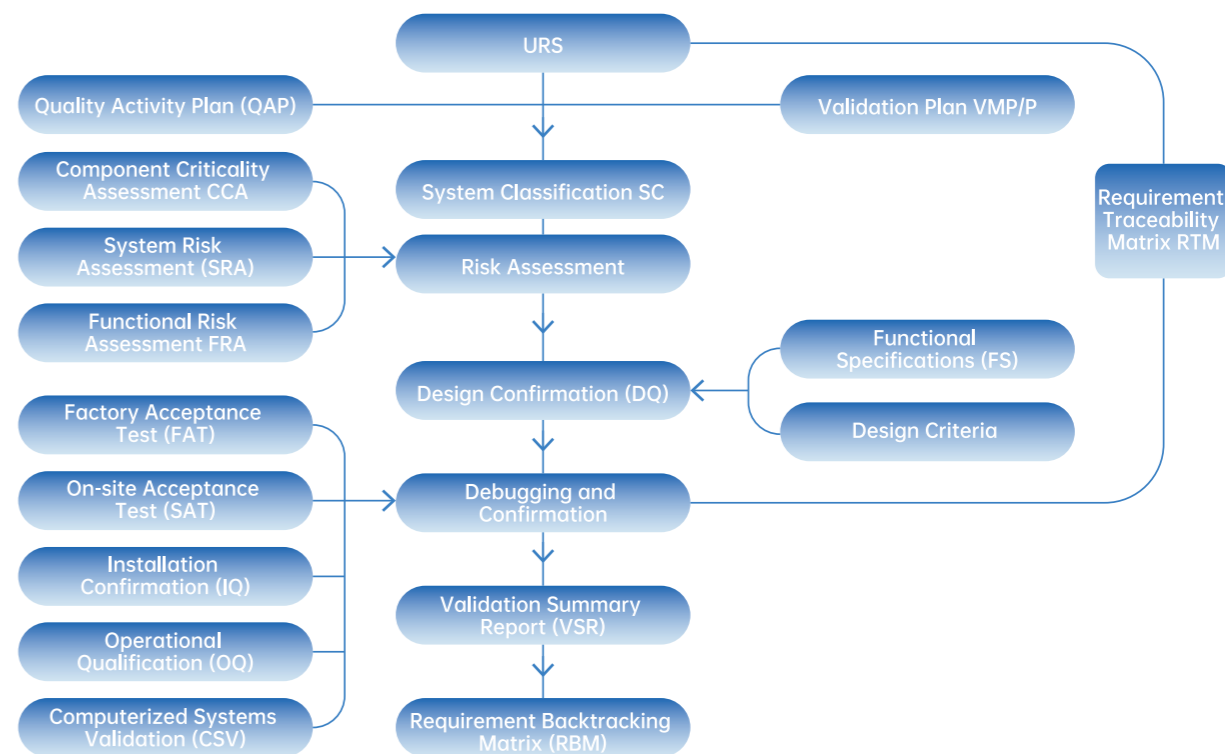 URS
Quality Activity Plan (QAP)
Validation Plan VMP/P
Component Criticality
Assessment CCA
System Classification SC
Requirement
Traceability
Matrix RTM
System Risk
Assessment (SRA)
Risk Assessment
Functional Risk
Assessment FRA
Functional
Specifications (FS)
Design Confirmation (DQ)
Design Criteria
Factory Acceptance
Test (FAT)
On-site Acceptance
Test (SAT)
Debugging and
Confirmation
Installation
Confirmation (IQ)
Validation Summary
Report (VSR)
Operational
Qualification (OQ)
Computerized Systems
Validation (CSV)
Requirement Backtracking
Matrix (RBM)